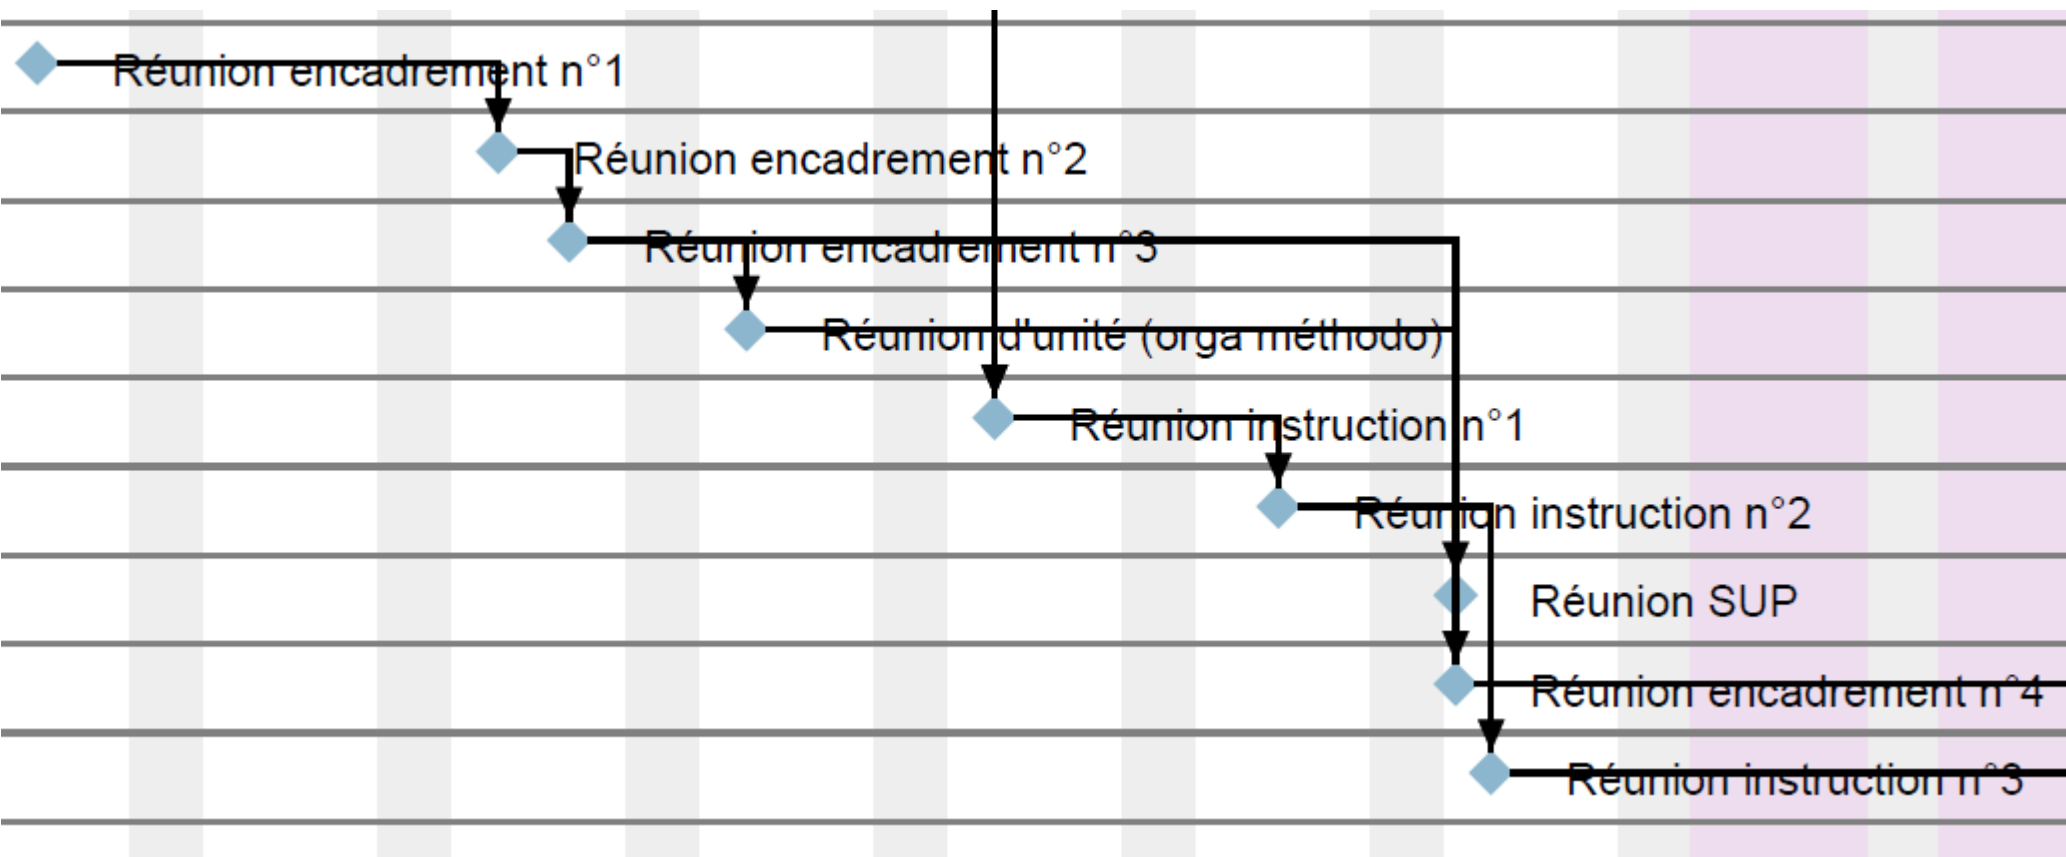 Réunion encadrement n°1
Réunion encadrement n°2
Réunion encadrement n°3
Réunion d'unité (orga méthodo)
Réunion instruction n°1
Réunion instruction n°2
Réunion SUP
Réunion encadrement n°4
Réunion instruction n°3